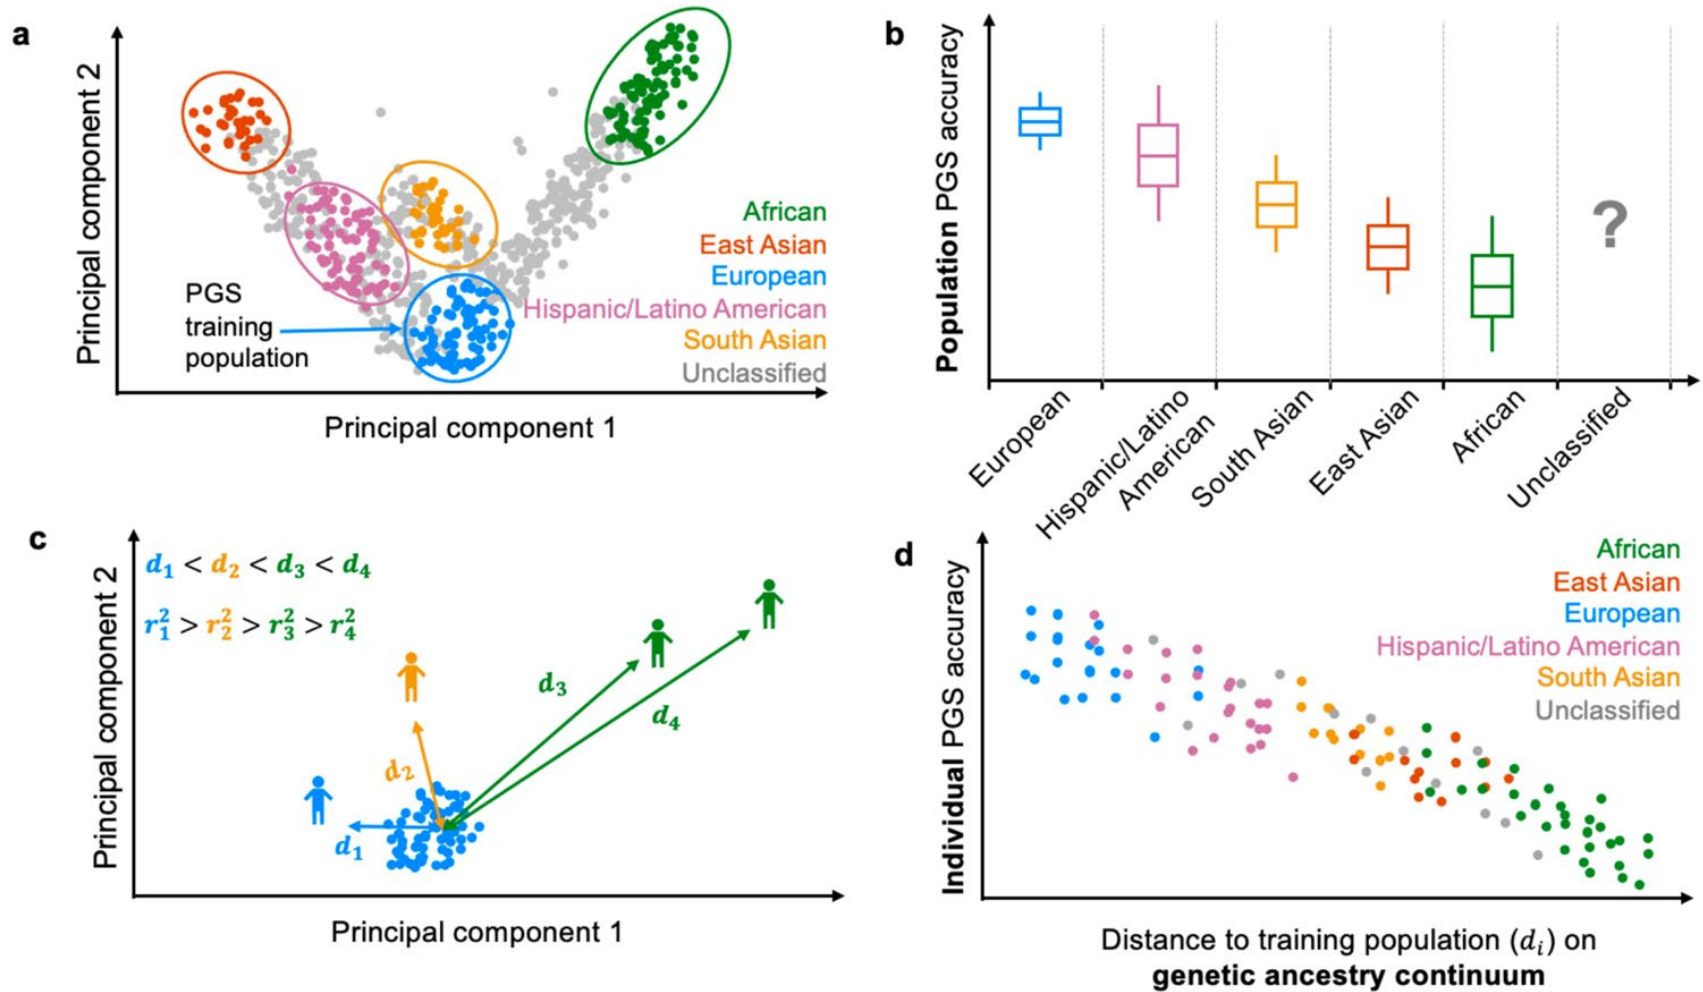 a
Principal component 2
PGS
training
population
African
East Asian
European
Hispanic/Latino American
South Asian
Unclassified
Principal component 1
b
Population PGS accuracy
?
European
Hispanic/Latino
American
South Asian
East Asian
African
Unclassified
c
Principal component 2
d₁ < d₂ < d₃ < d₄
r₁² > r₂² > r₃² > r₄²
d₃
d₄
d₂
d₁
Principal component 1
d
Individual PGS accuracy
African
East Asian
European
Hispanic/Latino American
South Asian
Unclassified
Distance to training population (dᵢ) on
genetic ancestry continuum